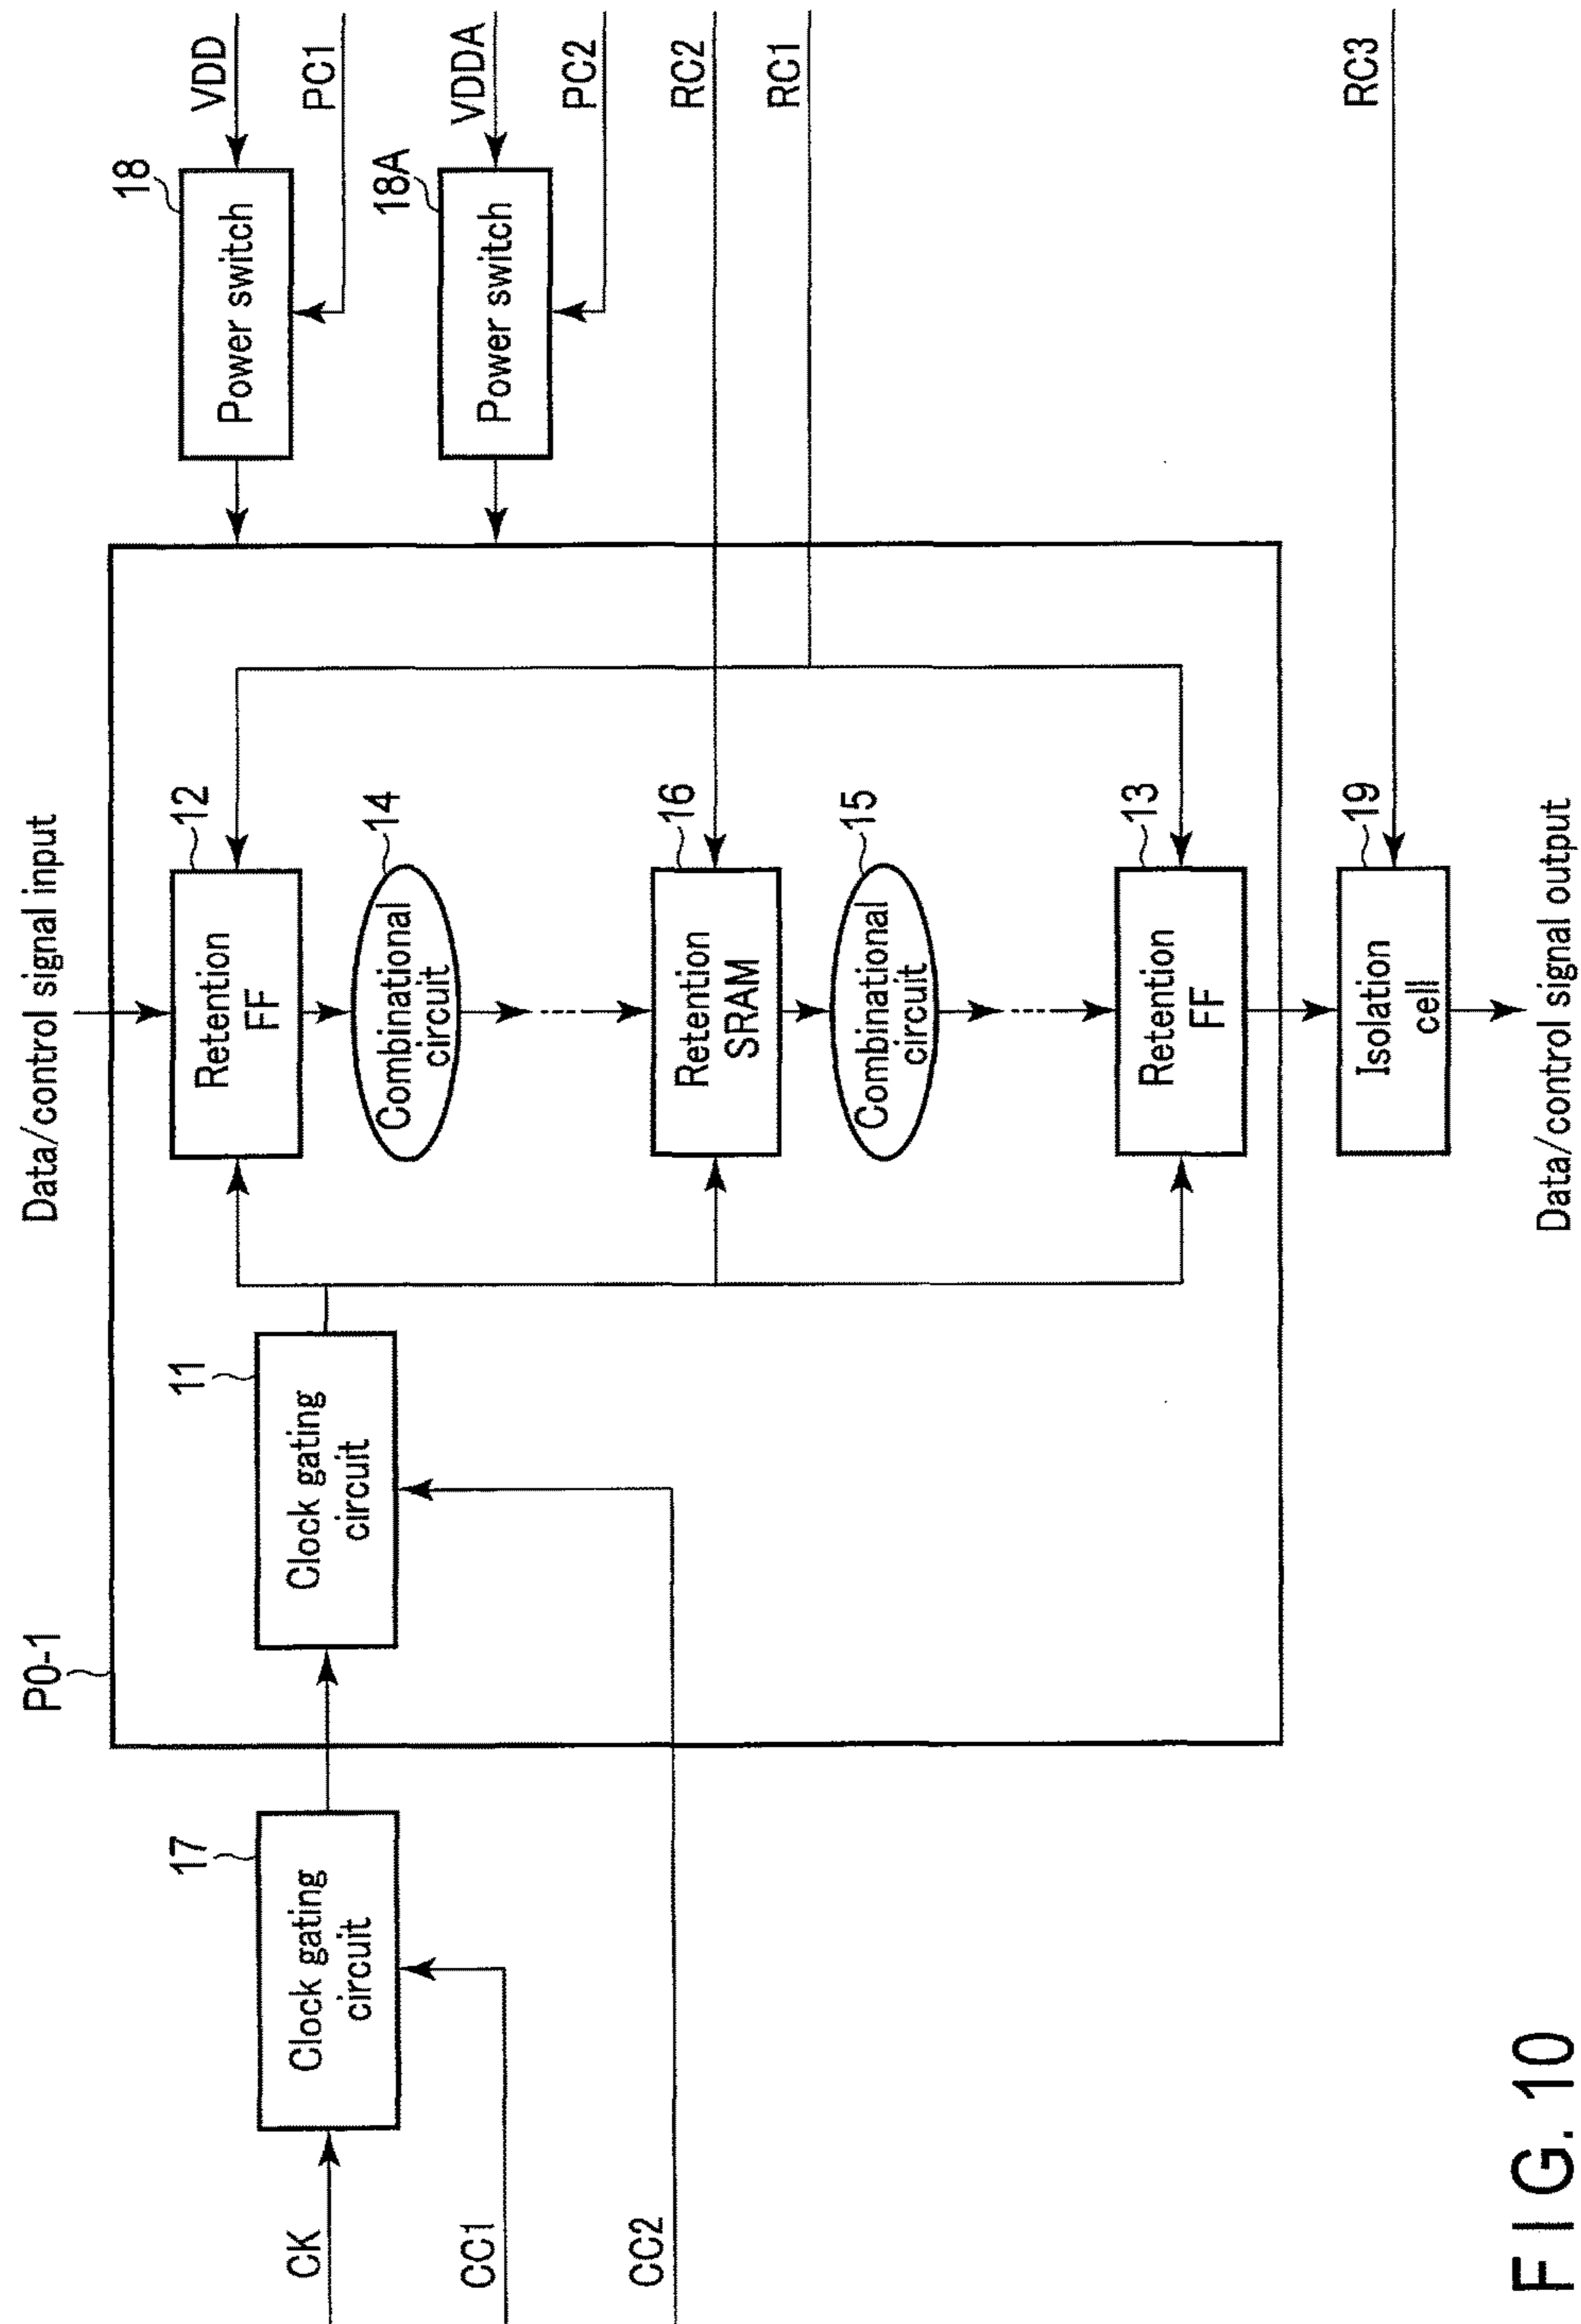 Data/control signal input
P0-1
CK
CC1
CC2
17
Clock gating
circuit
11
Clock gating
circuit
12
Retention
FF
14
Combinational
circuit
16
Retention
SRAM
15
Combinational
circuit
13
Retention
FF
19
Isolation
cell
18
Power switch
VDD
PC1
18A
Power switch
VDDA
PC2
RC2
RC1
RC3
Data/control signal output
FIG. 10